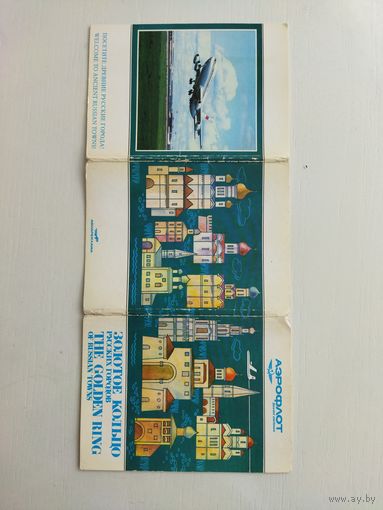 ПОСЕТИТЕ ДРЕВНИЕ РУССКИЕ ГОРОДА!
WELCOME TO ANCIENT RUSSIAN TOWNS!
АЭРОФЛОТ
ЗОЛОТОЕ КОЛЬЦО
РУССКИХ ГОРОДОВ
THE GOLDEN RING
OF RUSSIAN TOWNS
www.ay.by